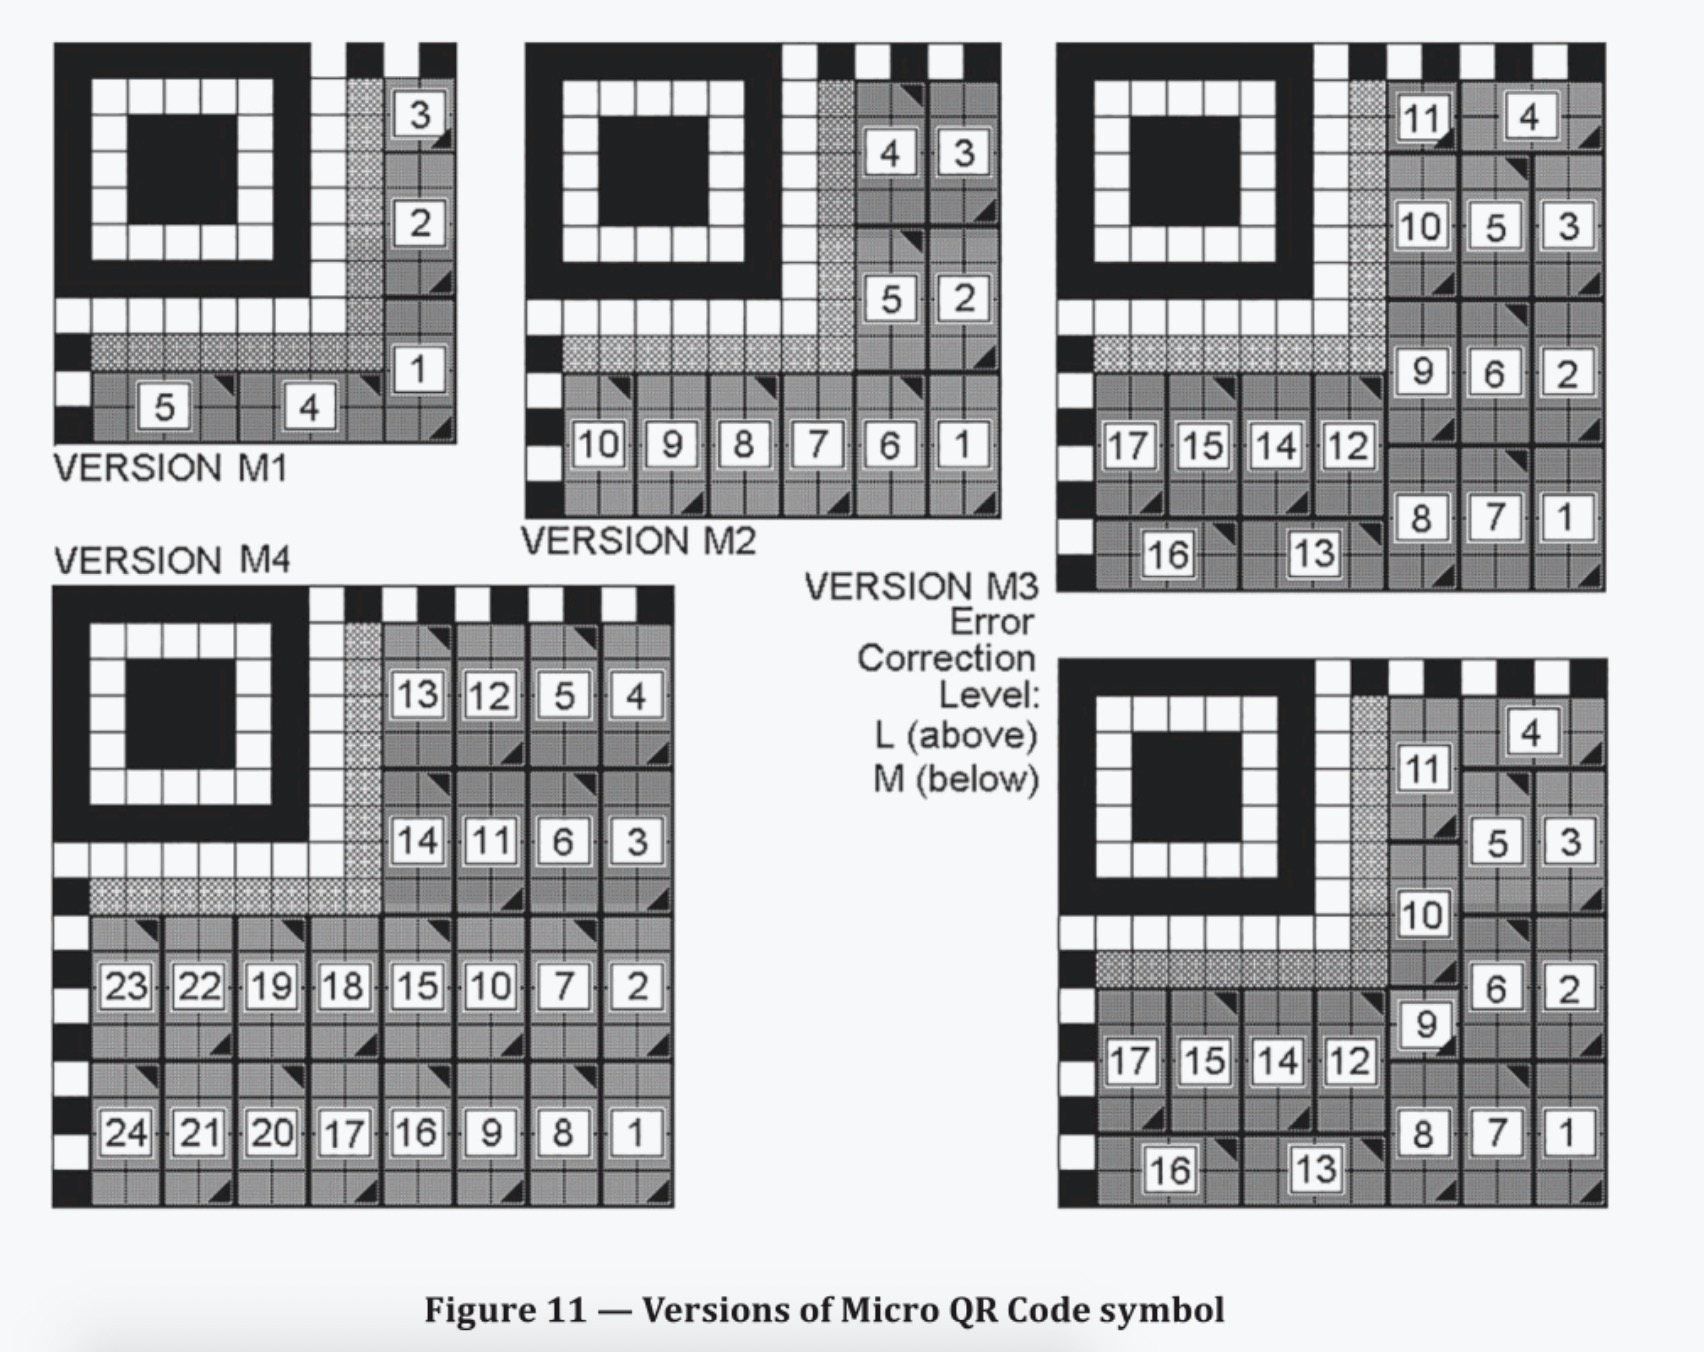 3
2
1
5 4
VERSION M1
4 3
5 2
10 9 8 7 6 1
VERSION M2
11 4
10 5 3
9 6 2
17 15 14 12
8 7 1
16 13
VERSION M3
Error
Correction
Level:
L (above)
M (below)
VERSION M4
13 12 5 4
14 11 6 3
23 22 19 18 15 10 7 2
24 21 20 17 16 9 8 1
4
11
5 3
10
6 2
9
17 15 14 12
8 7 1
16 13
Figure 11 — Versions of Micro QR Code symbol